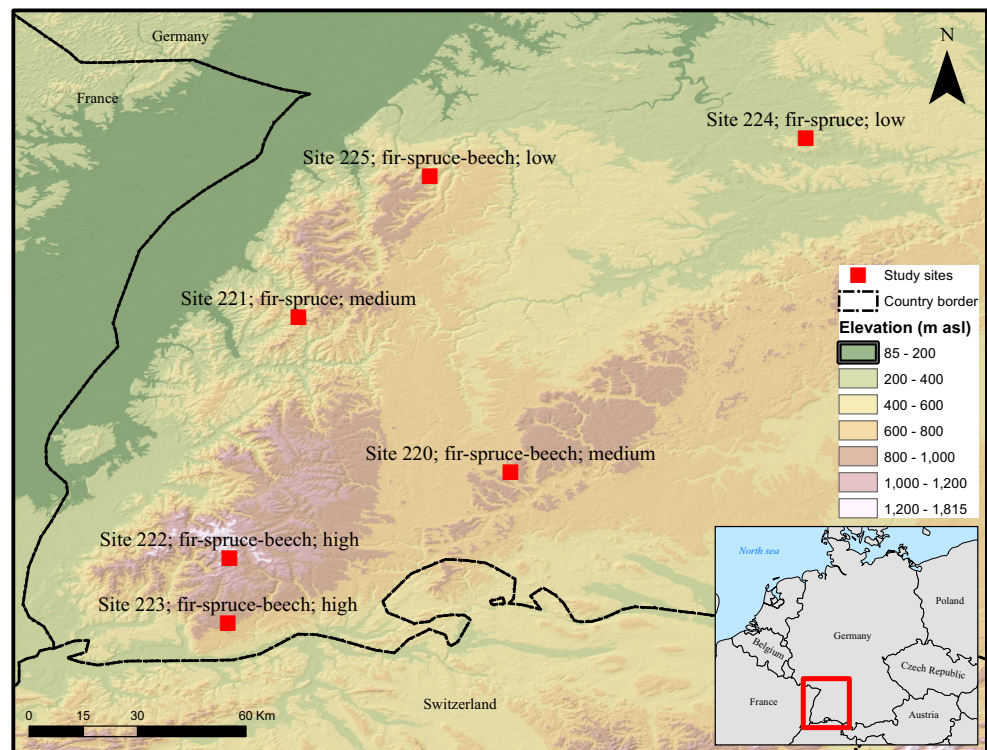 Germany
N
France
Site 224; fir-spruce; low
Site 225; fir-spruce-beech; low
Site 221; fir-spruce; medium
Study sites
Country border
Elevation (m asl)
85 - 200
200 - 400
400 - 600
600 - 800
800 - 1,000
1,000 - 1,200
1,200 - 1,815
Site 220; fir-spruce-beech; medium
Site 222; fir-spruce-beech; high
Site 223; fir-spruce-beech; high
Switzerland
0 15 30 60 Km
North sea
Poland
Germany
Belgium
Czech Republic
France
Austria